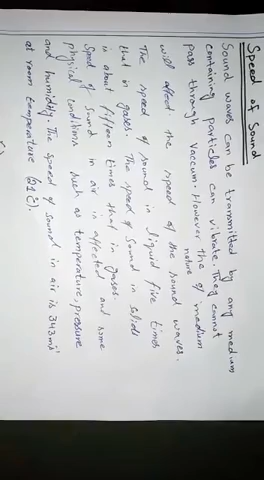 Speed of Sound
Sound waves can be transmitted by any medium
containing particles can vibrate. They cannot
pass through Vaccum. However the of medium
nature
will affect the speed of the sound waves.
The speed of sound in liquid five times
that in gases. The speed of Sound in Solids
is about fifteen times that in gases.
Speed of Sound in air is affected and some
physical conditions such as temperature, pressure
and humidity. The speed of Sound in air is 343ms⁻¹
at room temperature (21°C).